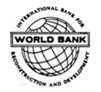 INTERNATIONAL BANK FOR
WORLD BANK
RECONSTRUCTION AND DEVELOPMENT